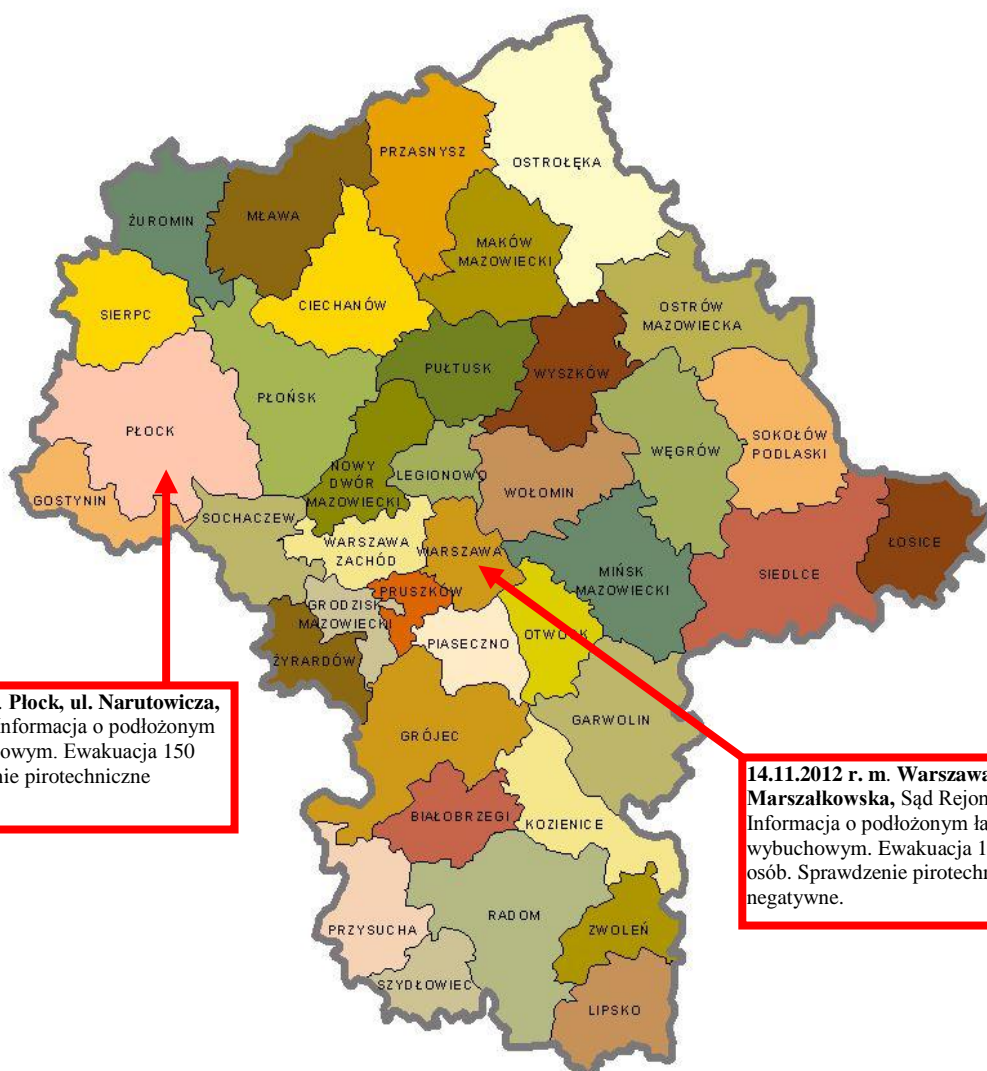 PRZASNYSZ
OSTROŁĘKA
ŻUROMIN
MŁAWA
MAKÓW
MAZOWIECKI
CIECHANÓW
SIERPC
OSTRÓW
MAZOWIECKA
PUŁTUSK
WYSZKÓW
PŁOŃSK
PŁOCK
SOKOŁÓW
PODLASKI
WĘGRÓW
NOWY
DWÓR
MAZOWIECKI
LEGIONOWO
WOŁOMIN
GOSTYNIN
SOCHACZEW
WARSZAWA
ZACHÓD
WARSZAWA
ŁOSICE
MIŃSK
MAZOWIECKI
SIEDLCE
PRUSZKÓW
GRODZISK
MAZOWIECKI
PIASECZNO
OTWOCK
ŻYRARDÓW
GARWOLIN
GRÓJEC
. Płock, ul. Narutowicza,
nformacja o podłożonym
owym. Ewakuacja 150
nie pirotechniczne
14.11.2012 r. m. Warszawa
Marszałkowska, Sąd Rejon
Informacja o podłożonym ła
wybuchowym. Ewakuacja 1
osób. Sprawdzenie pirotechn
negatywne.
BIAŁOBRZEGI
KOZIENICE
RADOM
PRZYSUCHA
ZWOLEŃ
SZYDŁOWIEC
LIPSKO